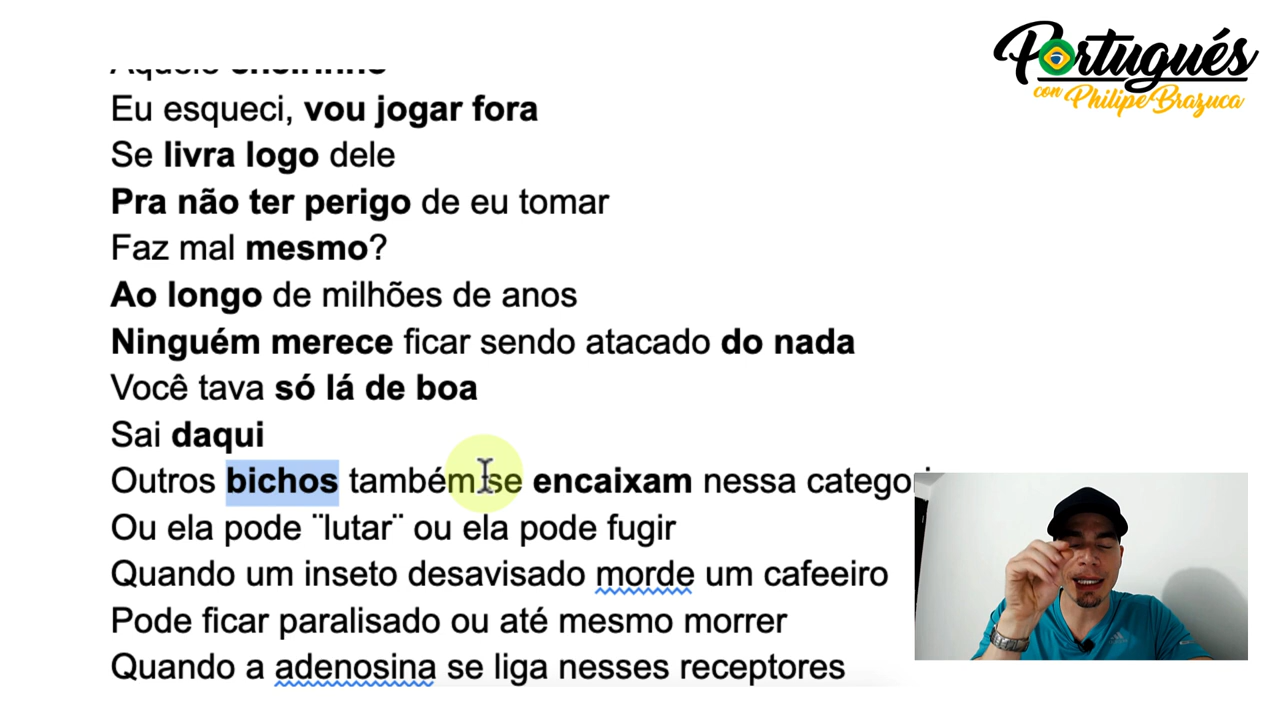 Português
con PhilipeBrazuca
Eu esqueci, vou jogar fora
Se livra logo dele
Pra não ter perigo de eu tomar
Faz mal mesmo?
Ao longo de milhões de anos
Ninguém merece ficar sendo atacado do nada
Você tava só lá de boa
Sai daqui
Outros bichos também se encaixam nessa
Ou ela pode ¨lutar¨ ou ela pode fugir
Quando um inseto desavisado morde um cafeeiro
Pode ficar paralisado ou até mesmo morrer
Quando a adenosina se liga nesses receptores